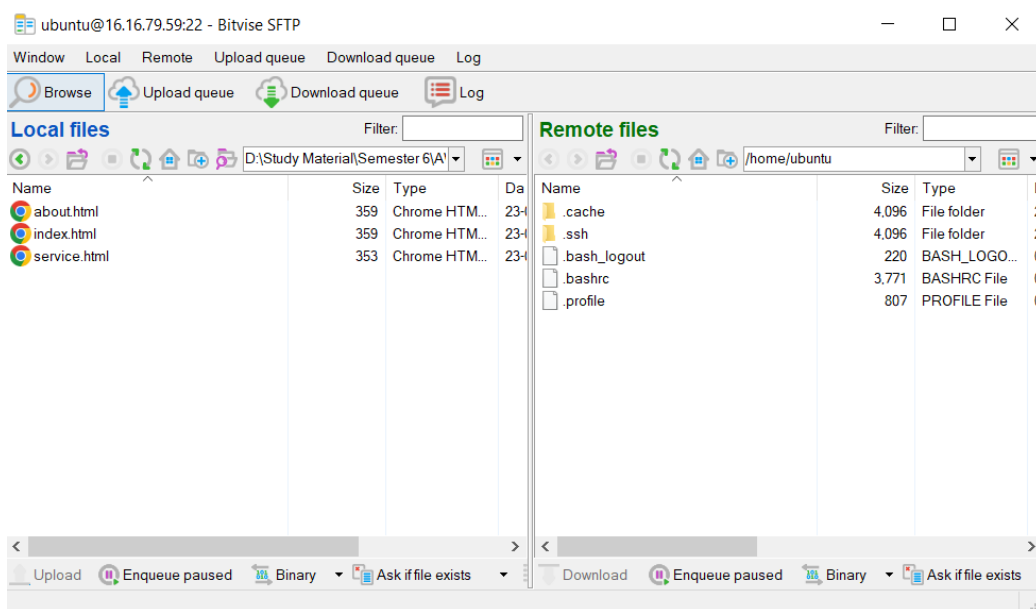 ubuntu@16.16.79.59:22 - Bitvise SFTP
Window Local Remote Upload queue Download queue Log
Browse Upload queue Download queue Log
Local files Filter:
D:\Study Material\Semester 6\A
Name Size Type Da
about.html 359 Chrome HTM... 23-
index.html 359 Chrome HTM... 23-
service.html 353 Chrome HTM... 23-
Upload Enqueue paused Binary Ask if file exists
Remote files Filter:
/home/ubuntu
Name Size Type
.cache 4,096 File folder
.ssh 4,096 File folder
.bash_logout 220 BASH_LOGO...
.bashrc 3,771 BASHRC File
.profile 807 PROFILE File
Download Enqueue paused Binary Ask if file exists